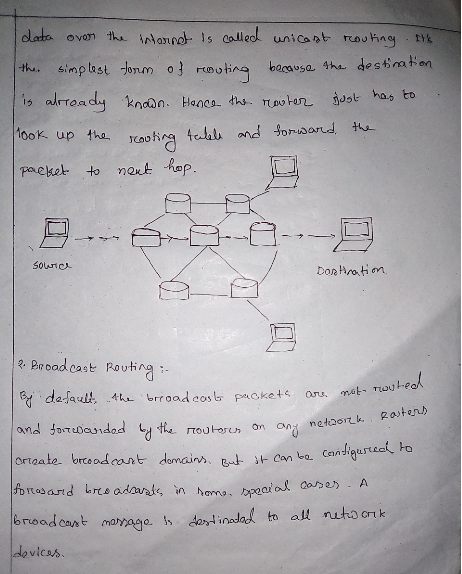 data over the internet is called unicast routing. It's
the simplest form of routing because the destination
is already known. Hence the router just has to
look up the routing table and forward the
packet to next hop.
source
Destination
2. Broadcast Routing :-
By default, the broadcast packets are not routed
and forwarded by the routers on any network. Routers
create broadcast domains. But it can be configured to
forward broadcasts in some special cases. A
broadcast message is destinated to all network
devices.